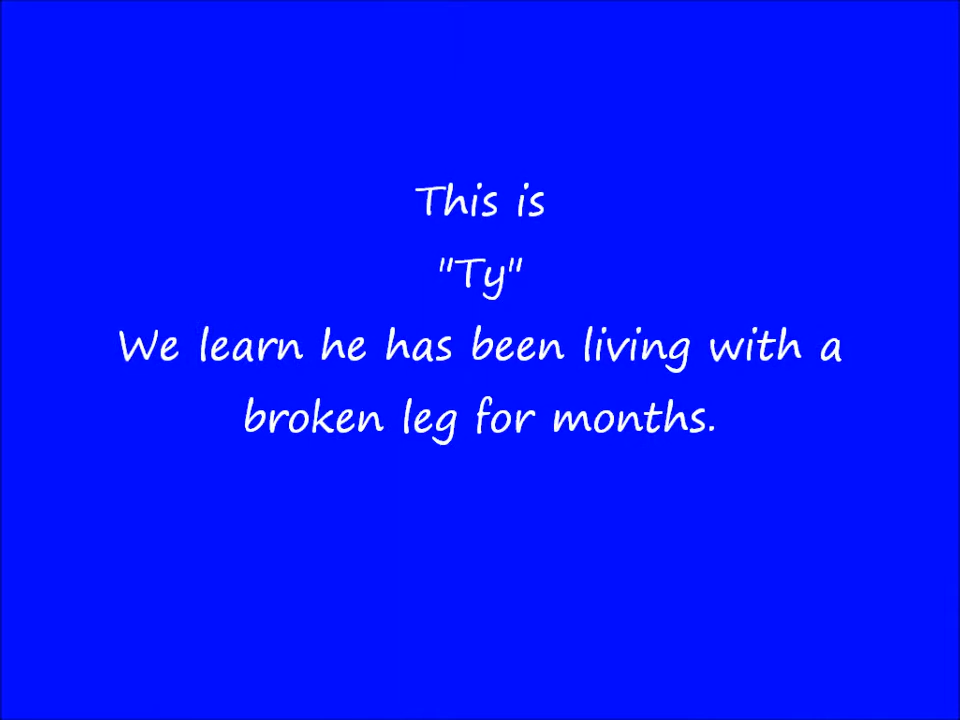 This is
"Ty"
We learn he has been living with a
broken leg for months.